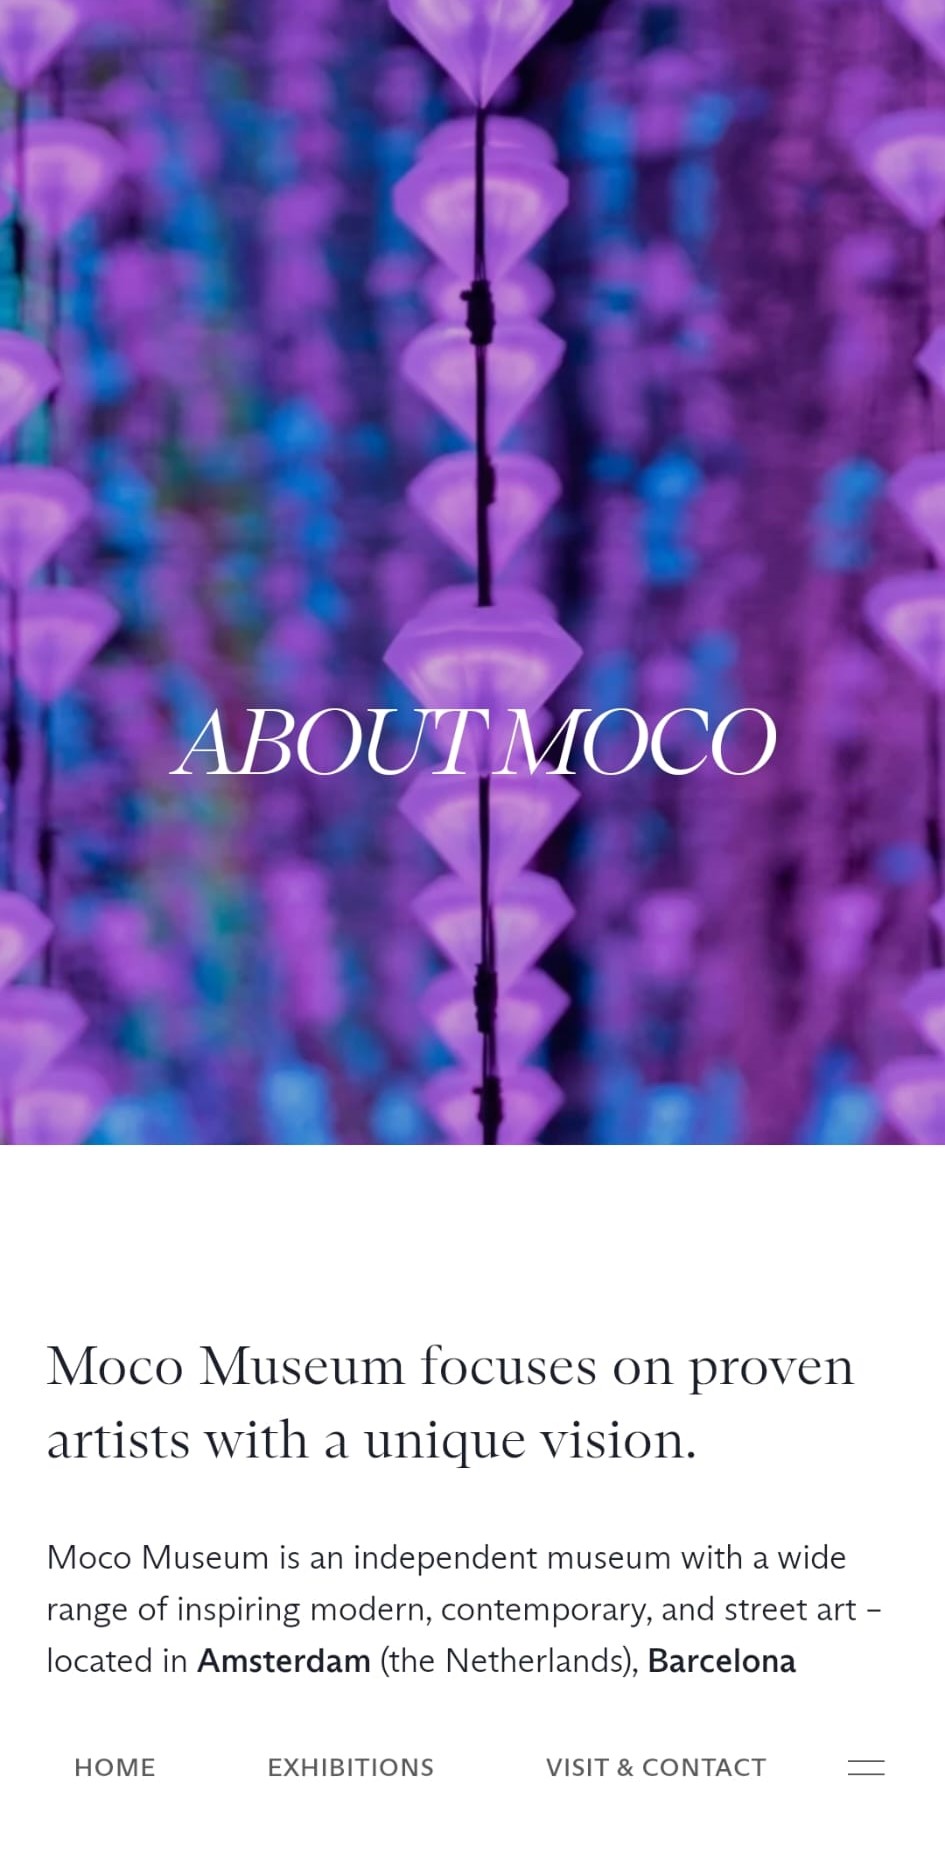 ABOUT MOCO
Moco Museum focuses on proven
artists with a unique vision.
Moco Museum is an independent museum with a wide
range of inspiring modern, contemporary, and street art –
located in Amsterdam (the Netherlands), Barcelona
HOME EXHIBITIONS VISIT & CONTACT